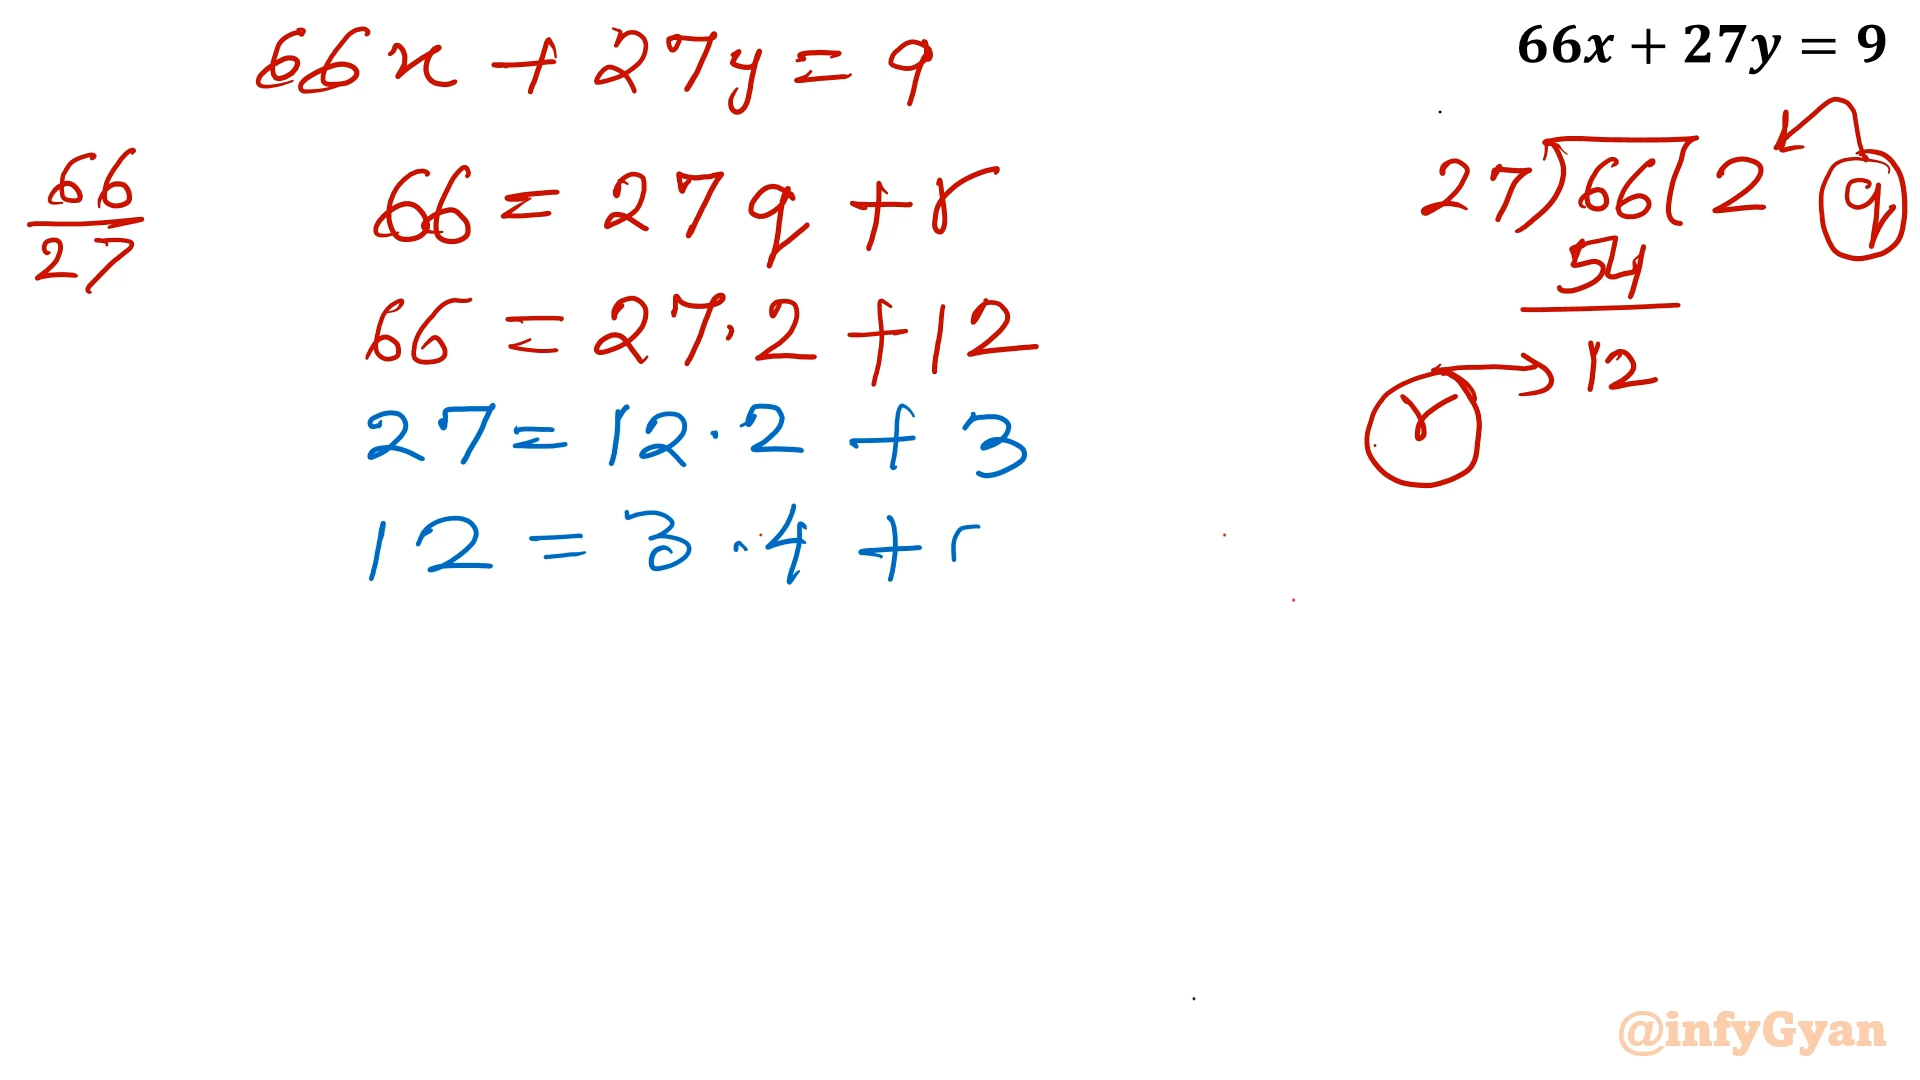 66x + 27y = 9
66x + 27y = 9
66/27
66 = 27q + r
66 = 27·2 + 12
27 = 12·2 + 3
12 = 3·4 +
27)66(2 q
54
12
r
@infyGyan